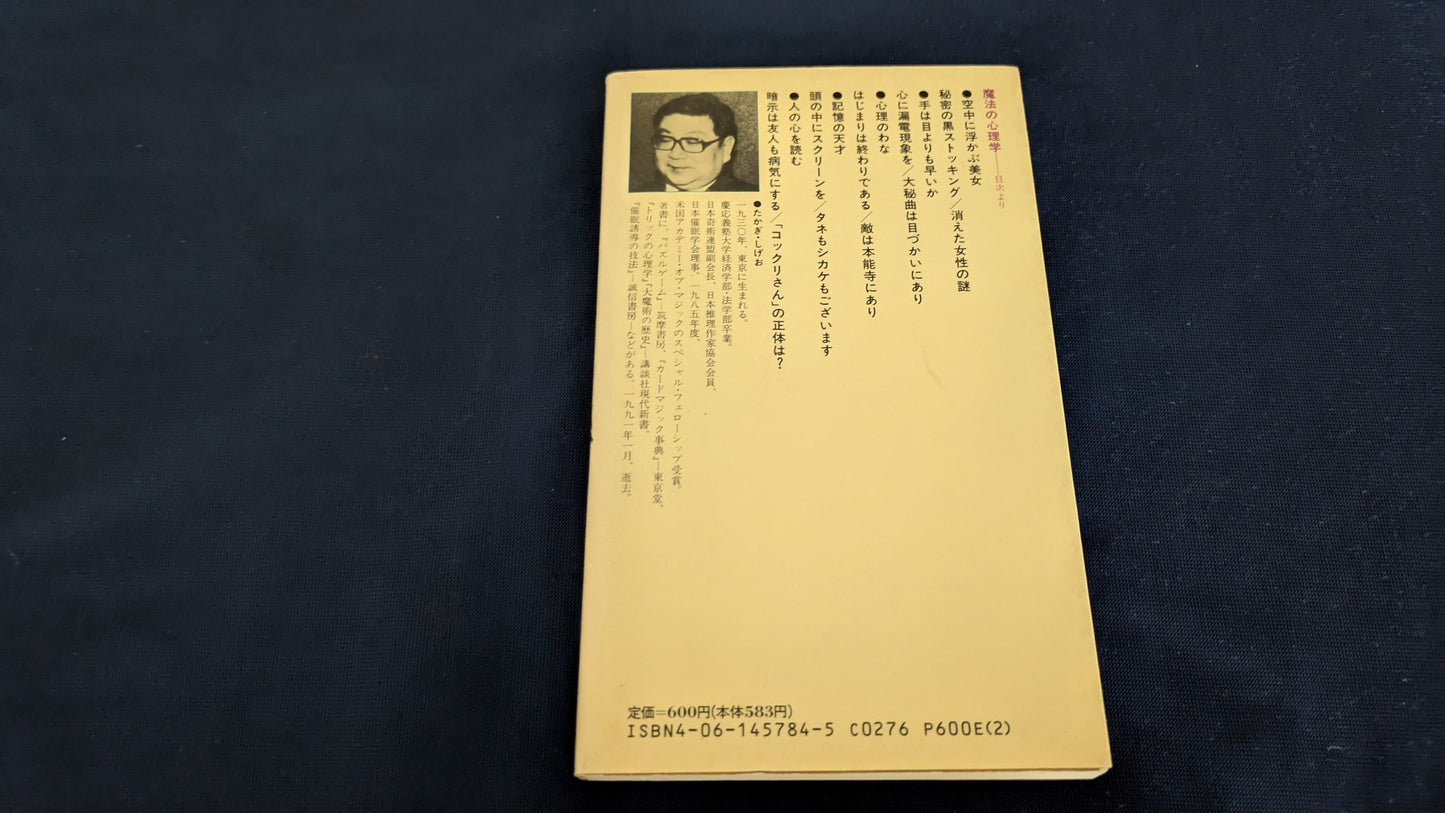 魔法の心理学——目次より
●空中に浮かぶ美女
秘密の黒ストッキング/消えた女性の謎
●手は目よりも早いか
心に漏電現象を/大秘曲は目づかいにあり
●心理のわな
はじまりは終わりである/敵は本能寺にあり
●記憶の天才
頭の中にスクリーンを/タネもシカケもございます
●人の心を読む
暗示は友人も病気にする/「コックリさん」の正体は?
●たかぎ・しげお
一九三〇年、東京に生まれる。
慶応義塾大学経済学部・法学部卒業。
日本奇術連盟副会長、日本推理作家協会会員、
日本催眠学会理事。一九八五年度、
米国アカデミー・オブ・マジックのスペシャル・フェローシップ受賞。
著書に、『パズルゲーム』—筑摩書房、『カードマジック事典』—東京堂、
『トリックの心理学』『大魔術の歴史』—講談社現代新書、
『催眠誘導の技法』—誠信書房—などがある。一九九一年一月、逝去。
定価=600円(本体583円)
ISBN4-06-145784-5 C0276 P600E(2)